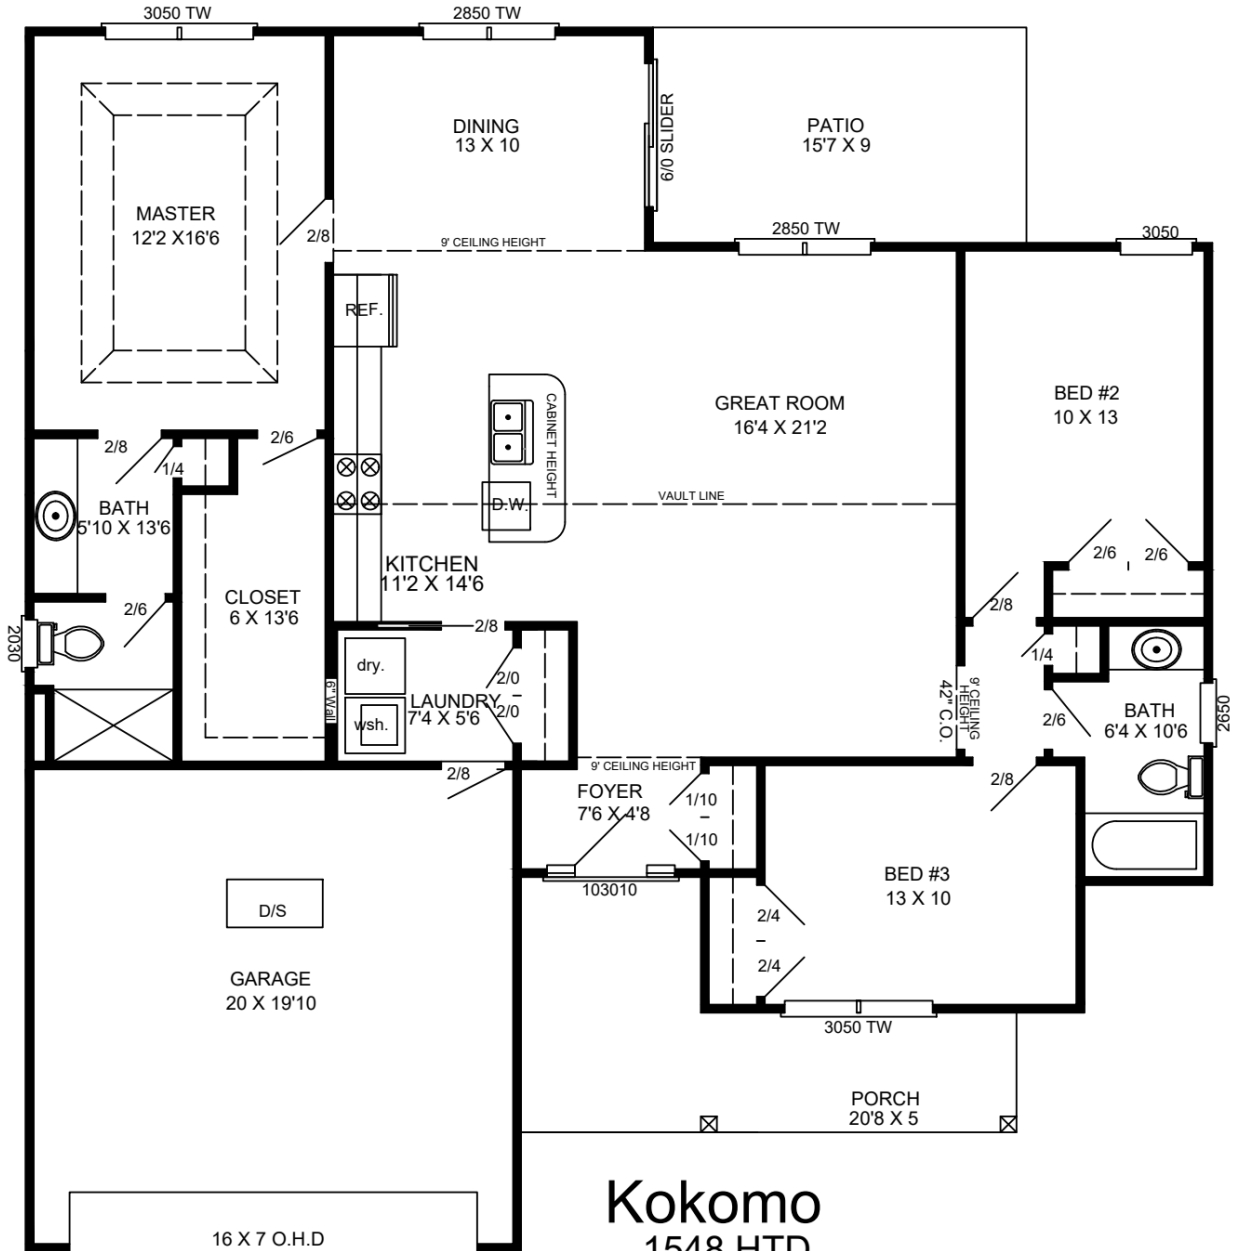 3050 TW
2850 TW
DINING
13 X 10
6/0 SLIDER
PATIO
15'7 X 9
MASTER
12'2 X16'6
2/8
9' CEILING HEIGHT
2850 TW
3050
REF.
CABINET HEIGHT
GREAT ROOM
16'4 X 21'2
BED #2
10 X 13
2/8
1/4
2/6
BATH
5'10 X 13'6
D.W.
VAULT LINE
2/6
2/6
KITCHEN
11'2 X 14'6
CLOSET
6 X 13'6
2/6
2030
2/8
2/8
1/4
dry.
2/0
LAUNDRY
7'4 X 5'6
2/0
wsh.
6" Wall
9' CEILING
HEIGHT
42" C.O.
2/6
BATH
6'4 X 10'6
2650
2/8
9' CEILING HEIGHT
FOYER
7'6 X 4'8
1/10
1/10
2/8
103010
BED #3
13 X 10
2/4
2/4
D/S
GARAGE
20 X 19'10
3050 TW
PORCH
20'8 X 5
Kokomo
1548 HTD
16 X 7 O.H.D